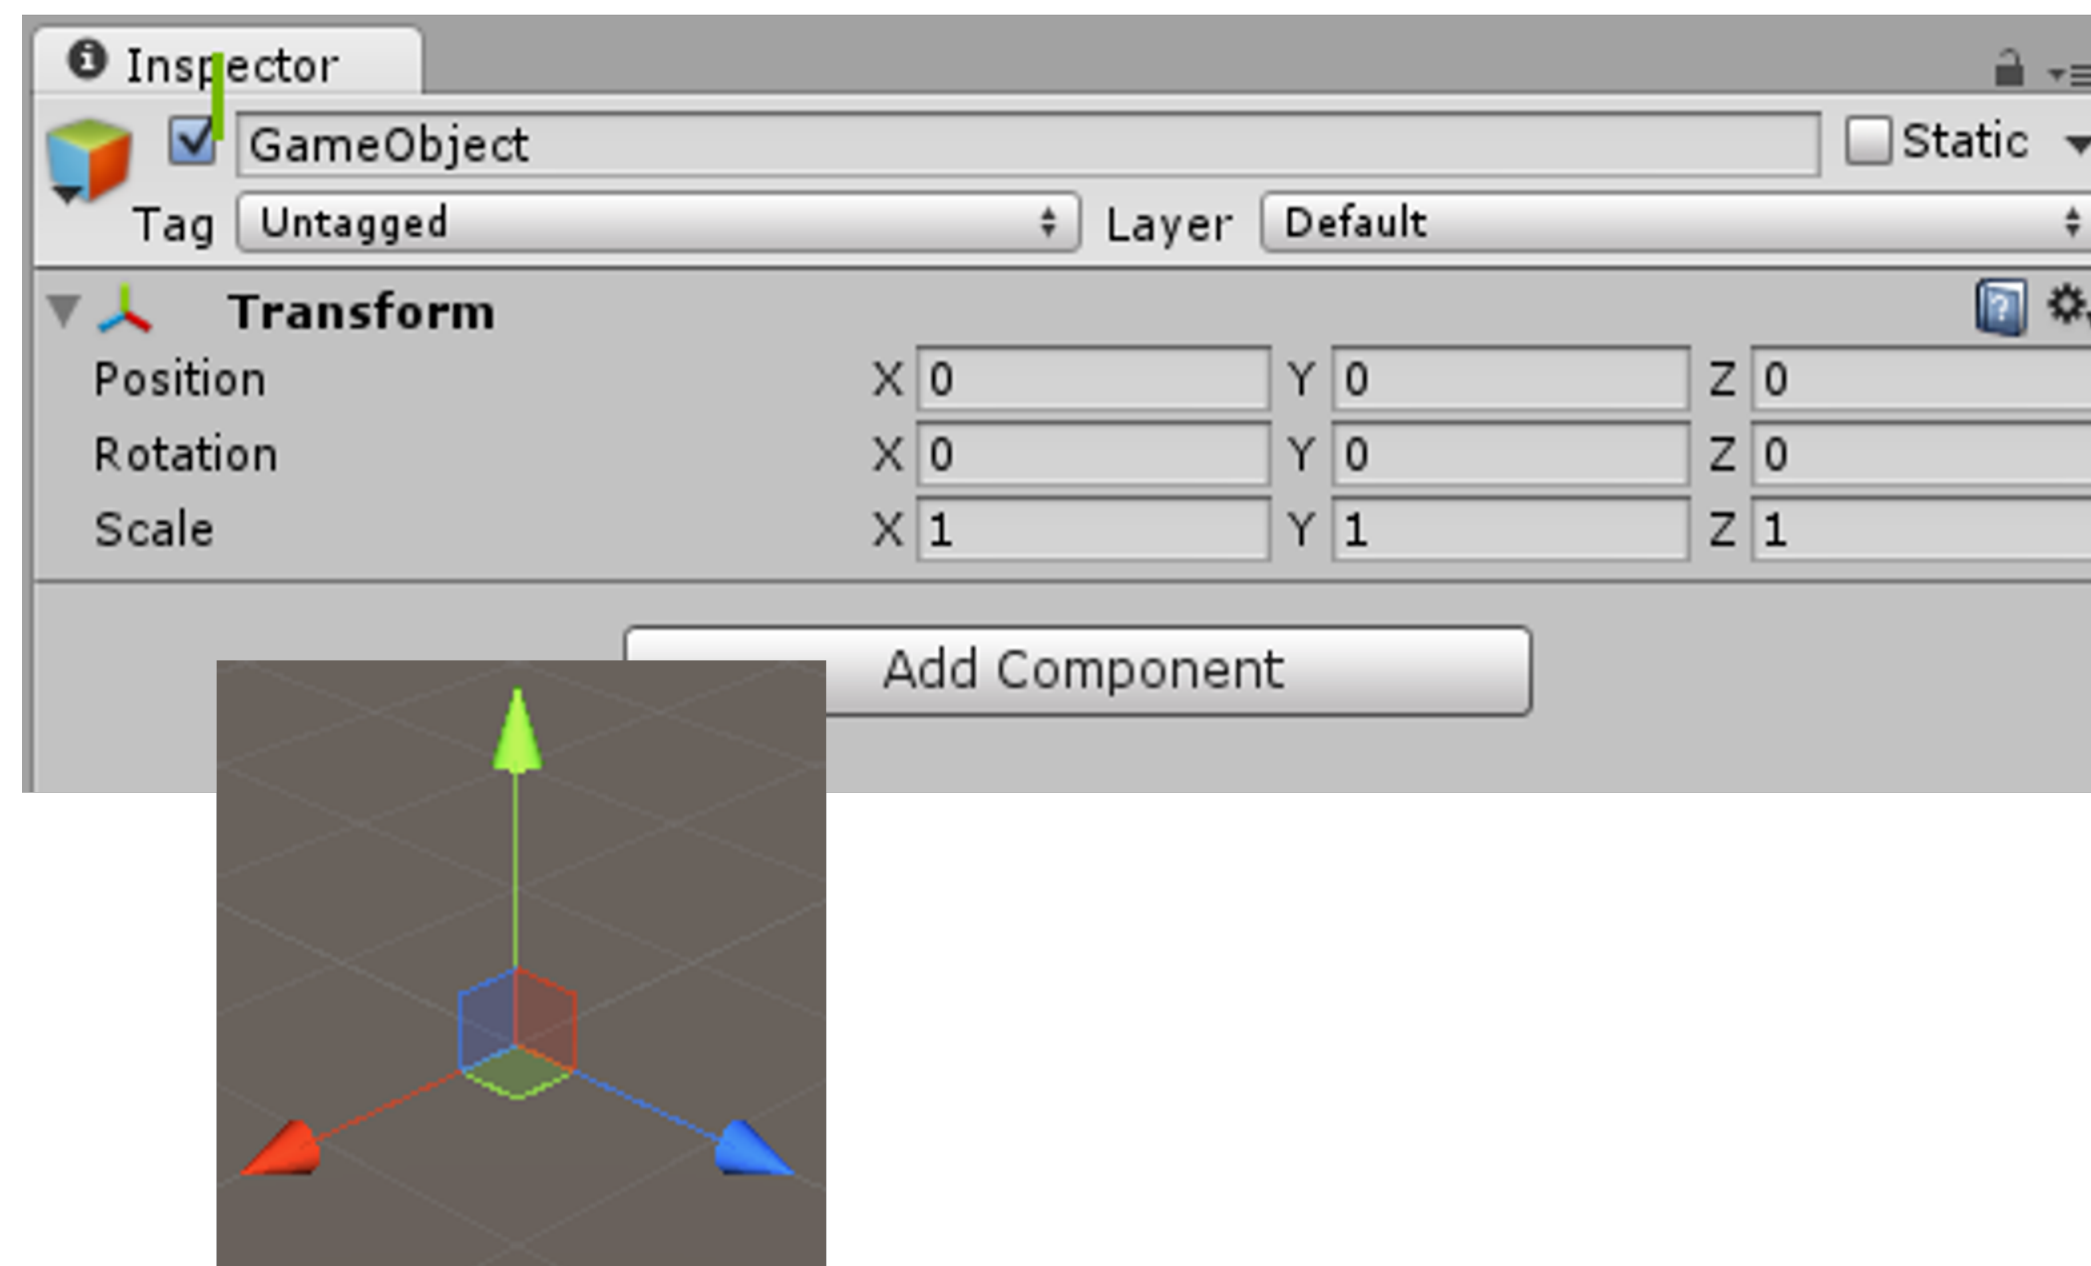 Inspector
GameObject Static
Tag Untagged Layer Default
Transform
Position X 0 Y 0 Z 0
Rotation X 0 Y 0 Z 0
Scale X 1 Y 1 Z 1
Add Component